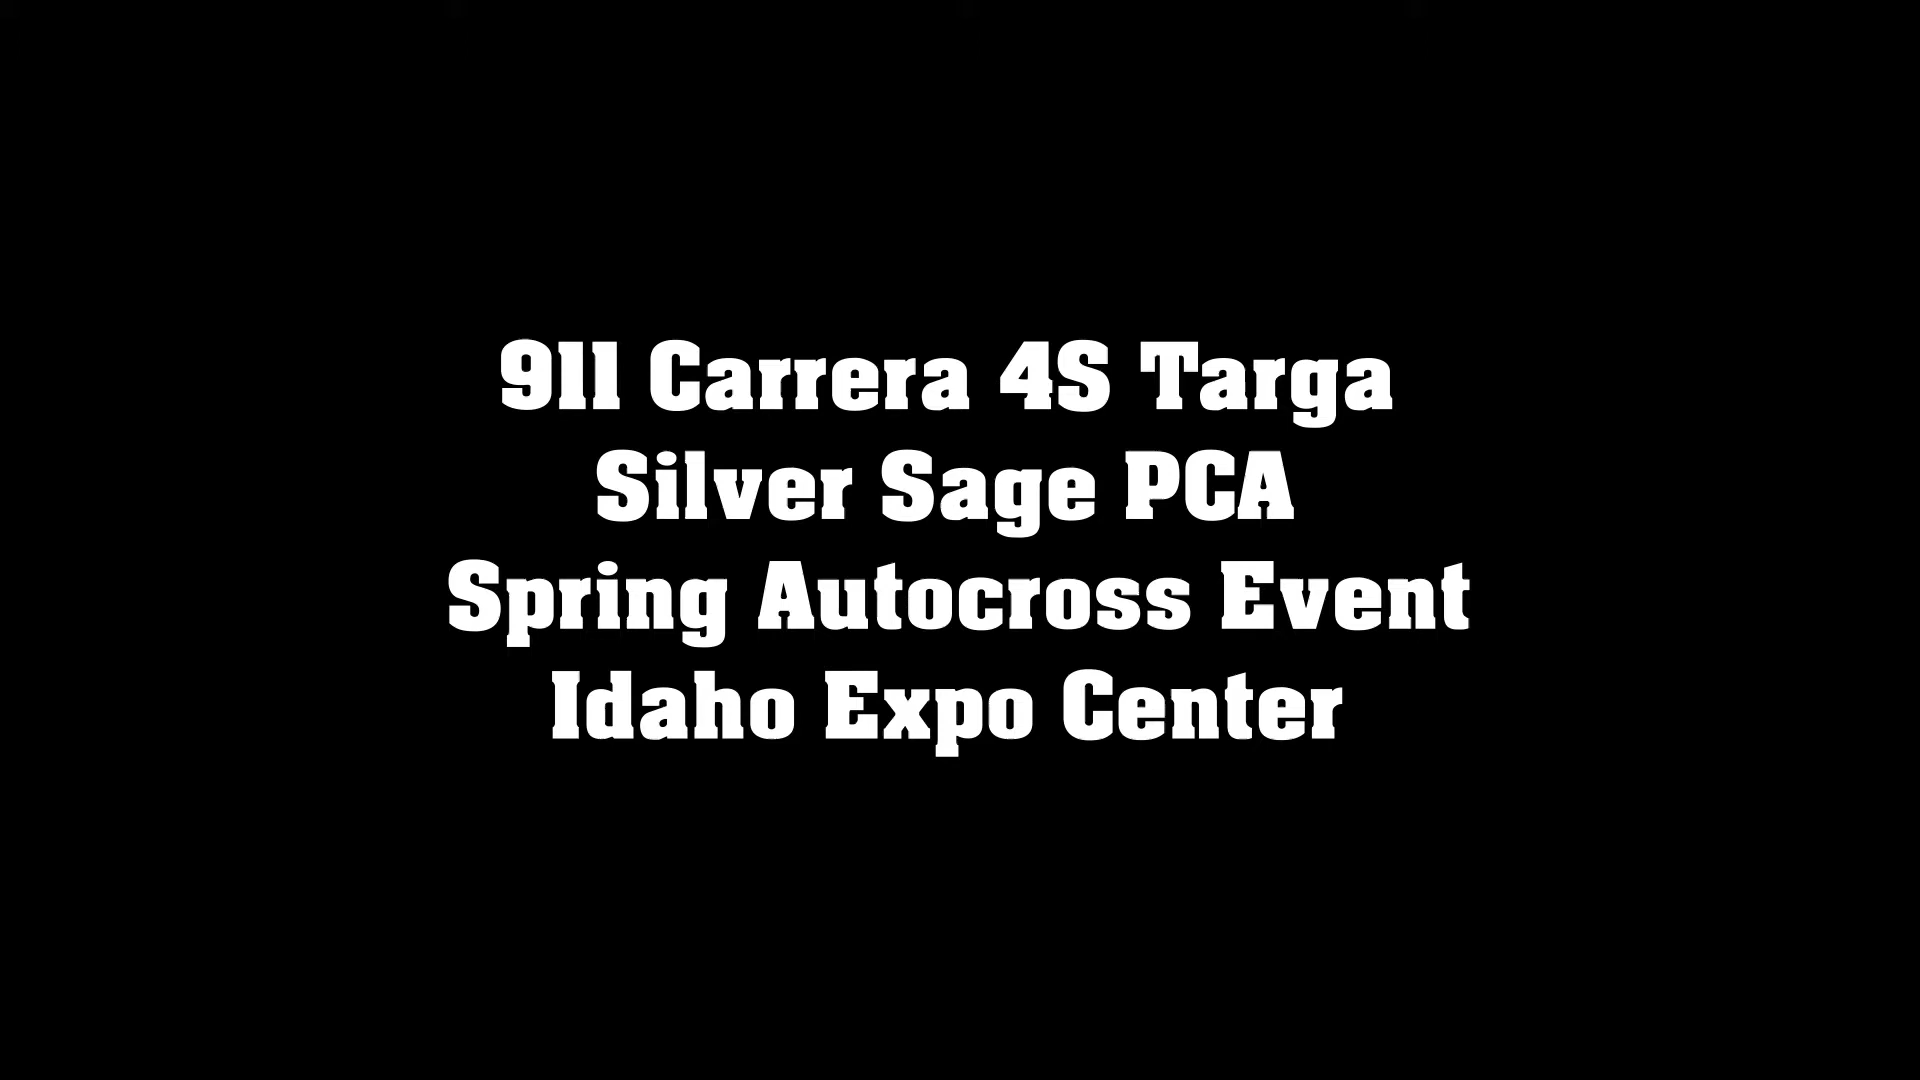 911 Carrera 4S Targa
Silver Sage PCA
Spring Autocross Event
Idaho Expo Center